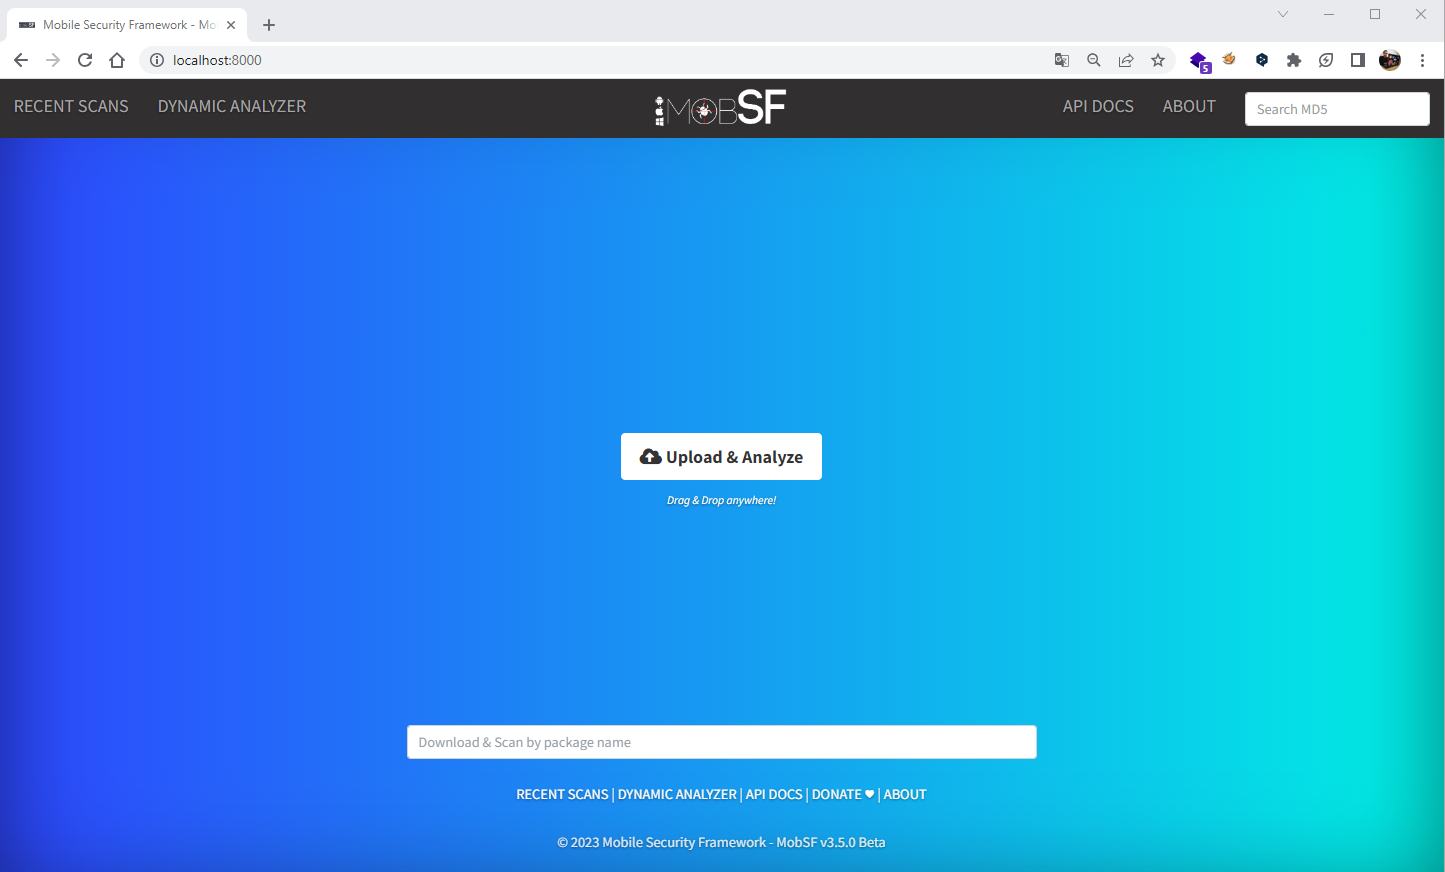 Mobile Security Framework - Mo
localhost:8000
5
RECENT SCANS
DYNAMIC ANALYZER
MOBSF
API DOCS
ABOUT
Search MD5
Upload & Analyze
Drag & Drop anywhere!
Download & Scan by package name
RECENT SCANS | DYNAMIC ANALYZER | API DOCS | DONATE ♥ | ABOUT
© 2023 Mobile Security Framework - MobSF v3.5.0 Beta